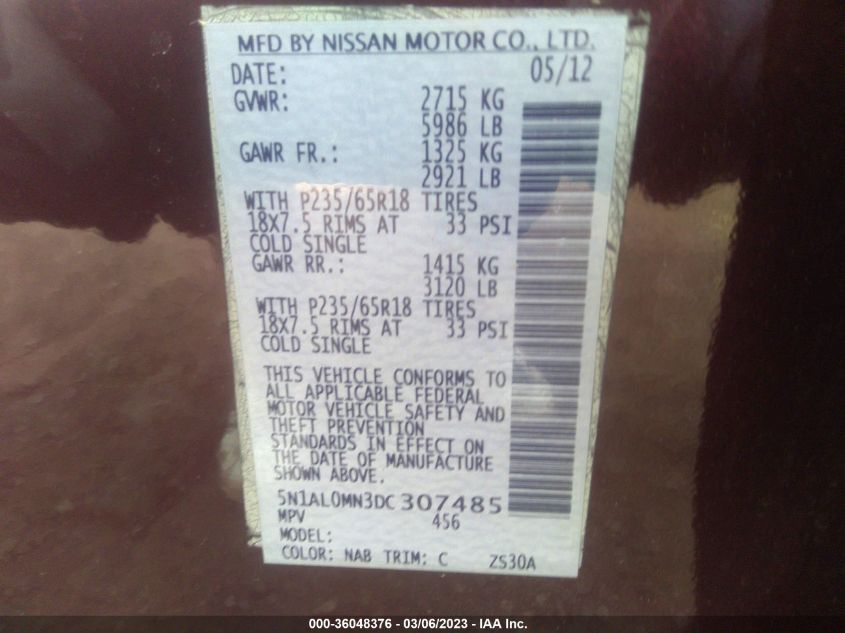 MFD BY NISSAN MOTOR CO., LTD.
DATE: 05/12
GVWR: 2715 KG
5986 LB
GAWR FR.: 1325 KG
2921 LB
WITH P235/65R18 TIRES
18X7.5 RIMS AT 33 PSI
COLD SINGLE
GAWR RR.: 1415 KG
3120 LB
WITH P235/65R18 TIRES
18X7.5 RIMS AT 33 PSI
COLD SINGLE
THIS VEHICLE CONFORMS TO
ALL APPLICABLE FEDERAL
MOTOR VEHICLE SAFETY AND
THEFT PREVENTION
STANDARDS IN EFFECT ON
THE DATE OF MANUFACTURE
SHOWN ABOVE.
5N1AL0MN3DC307485
MPV 456
MODEL:
COLOR: NAB TRIM: C ZS30A
000-36048376 - 03/06/2023 - IAA Inc.